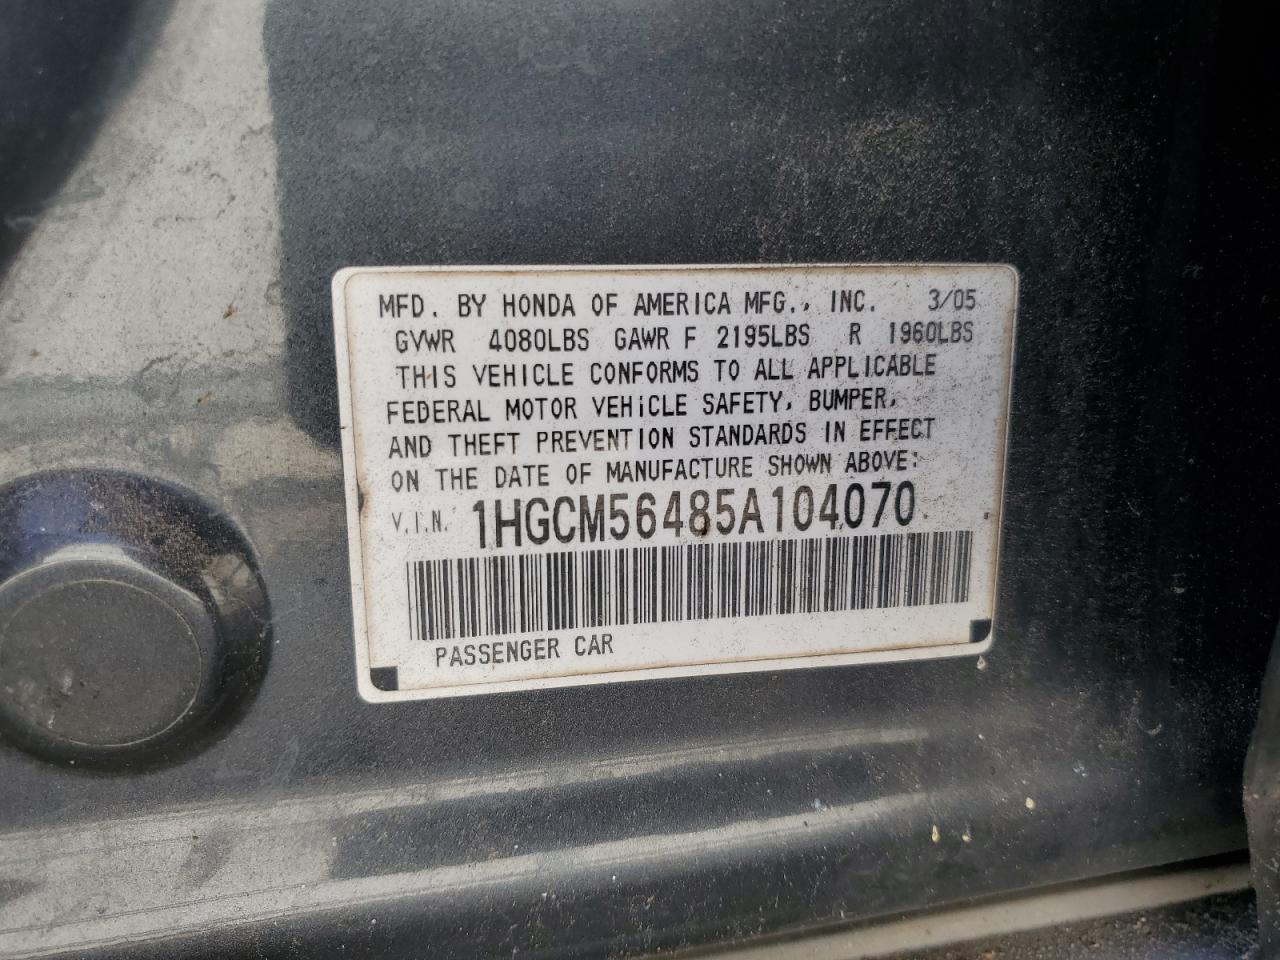 MFD. BY HONDA OF AMERICA MFG., INC. 3/05
GVWR 4080LBS GAWR F 2195LBS R 1960LBS
THIS VEHICLE CONFORMS TO ALL APPLICABLE
FEDERAL MOTOR VEHICLE SAFETY, BUMPER,
AND THEFT PREVENTION STANDARDS IN EFFECT
ON THE DATE OF MANUFACTURE SHOWN ABOVE:
V.I.N. 1HGCM56485A104070
PASSENGER CAR